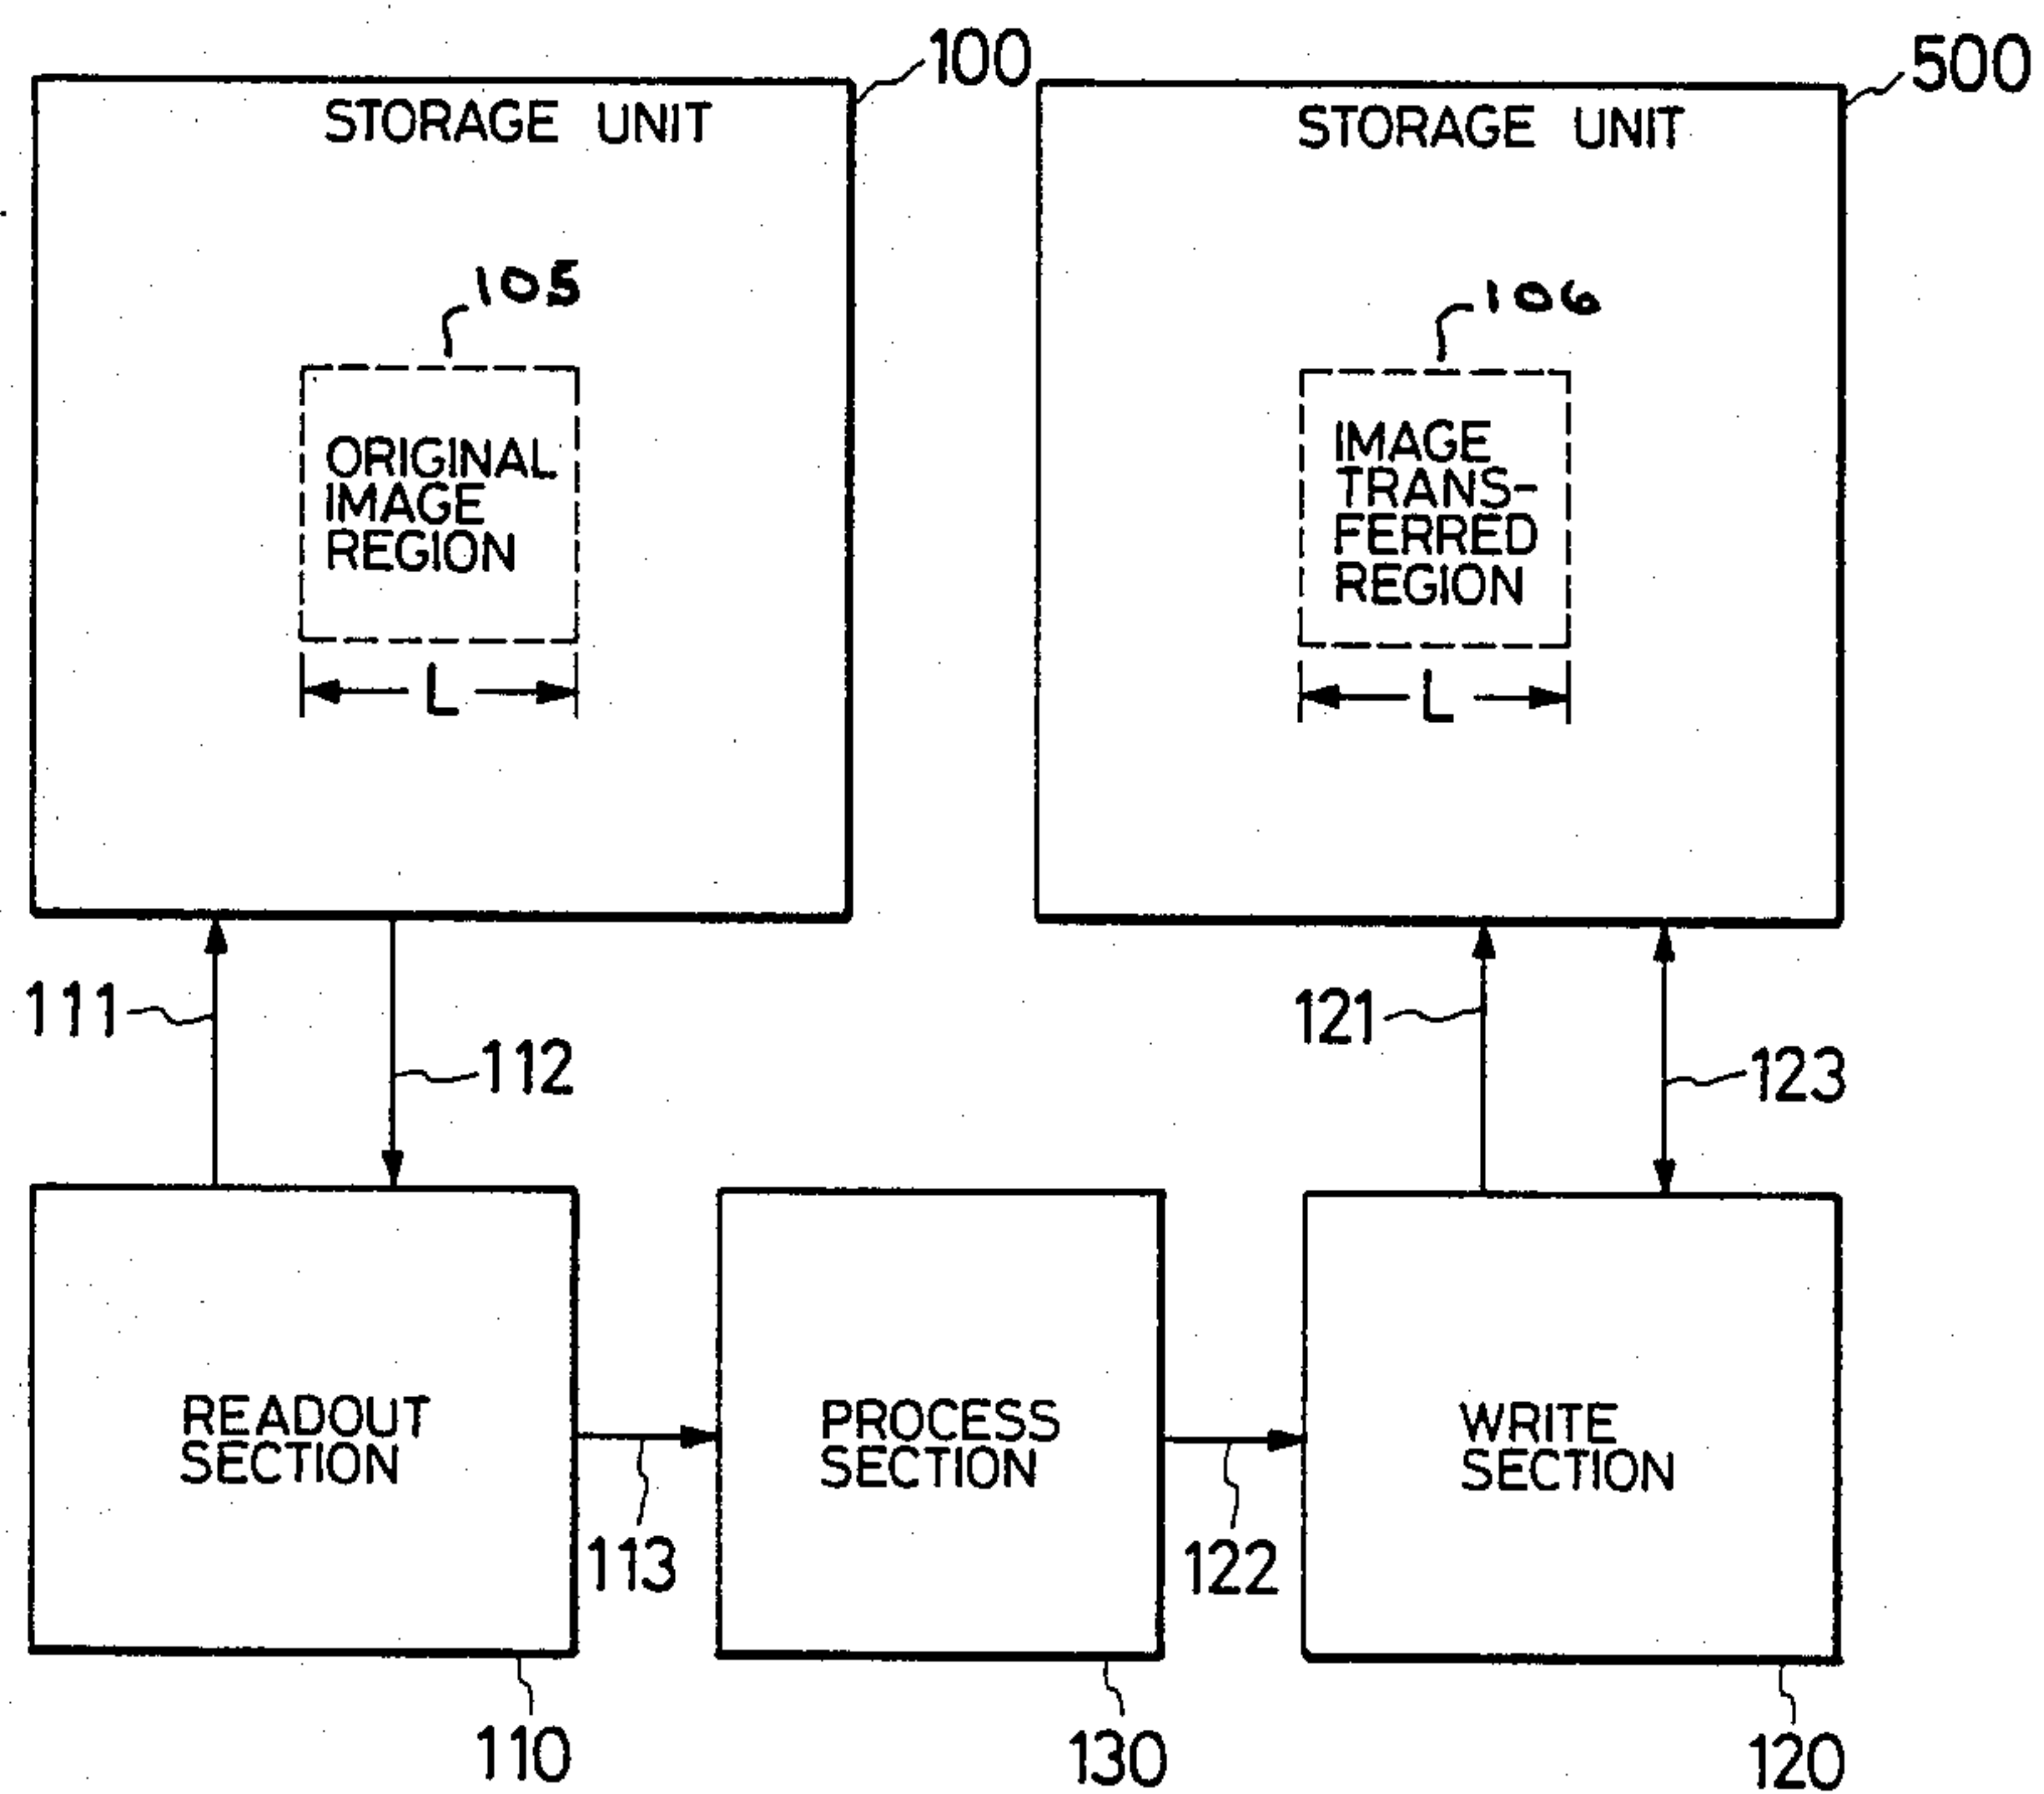 100
500
STORAGE UNIT
STORAGE UNIT
105
106
ORIGINAL
IMAGE
REGION
IMAGE
TRANS-
FERRED
REGION
L
L
111
112
121
123
READOUT
SECTION
PROCESS
SECTION
WRITE
SECTION
113
122
110
130
120